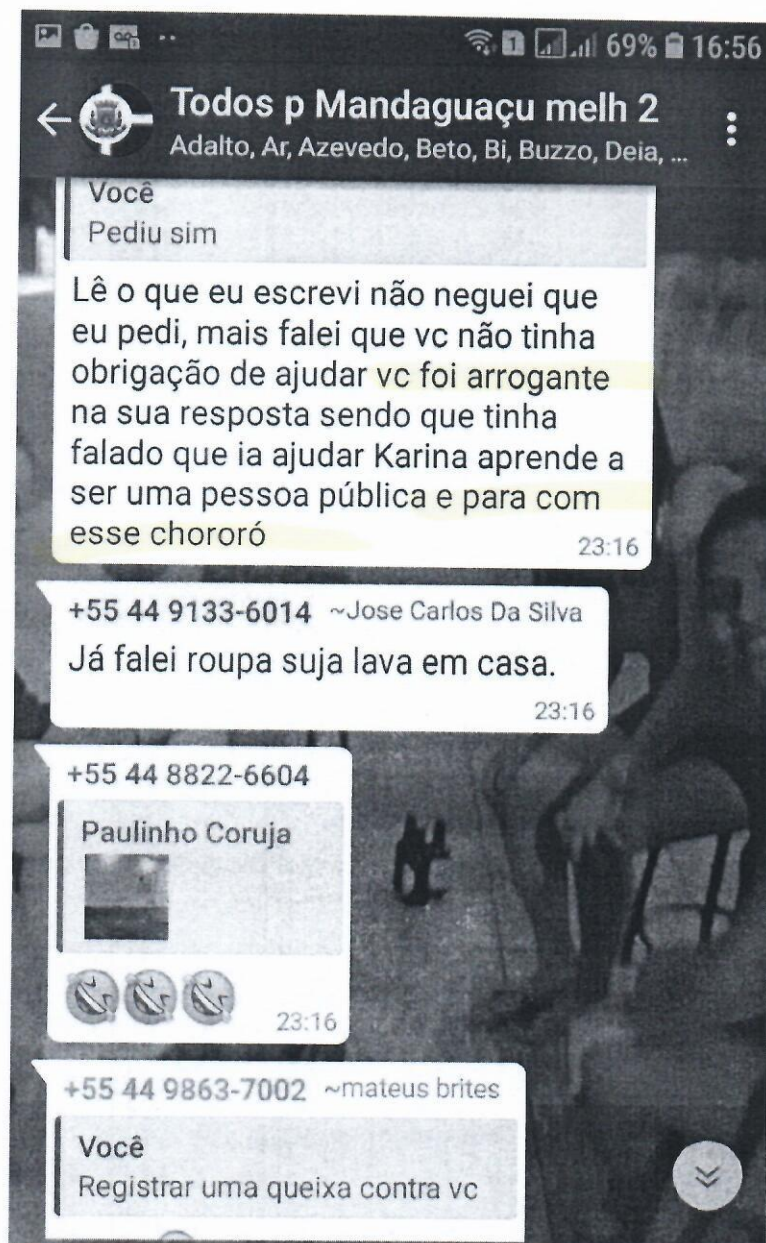 1 69% 16:56
Todos p Mandaguaçu melh 2
Adalto, Ar, Azevedo, Beto, Bi, Buzzo, Deia, ...
Você
Pediu sim
Lê o que eu escrevi não neguei que
eu pedi, mais falei que vc não tinha
obrigação de ajudar vc foi arrogante
na sua resposta sendo que tinha
falado que ia ajudar Karina aprende a
ser uma pessoa pública e para com
esse chororó
23:16
+55 44 9133-6014 ~Jose Carlos Da Silva
Já falei roupa suja lava em casa.
23:16
+55 44 8822-6604
Paulinho Coruja
23:16
+55 44 9863-7002 ~mateus brites
Você
Registrar uma queixa contra vc